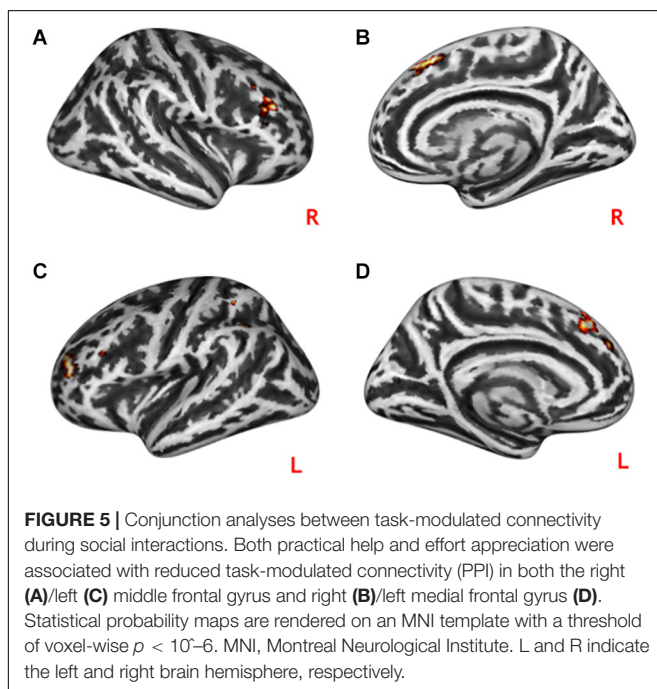 A
B
R
R
C
D
L
L
FIGURE 5 | Conjunction analyses between task-modulated connectivity
during social interactions. Both practical help and effort appreciation were
associated with reduced task-modulated connectivity (PPI) in both the right
(A)/left (C) middle frontal gyrus and right (B)/left medial frontal gyrus (D).
Statistical probability maps are rendered on an MNI template with a threshold
of voxel-wise p < 10^–6. MNI, Montreal Neurological Institute. L and R indicate
the left and right brain hemisphere, respectively.